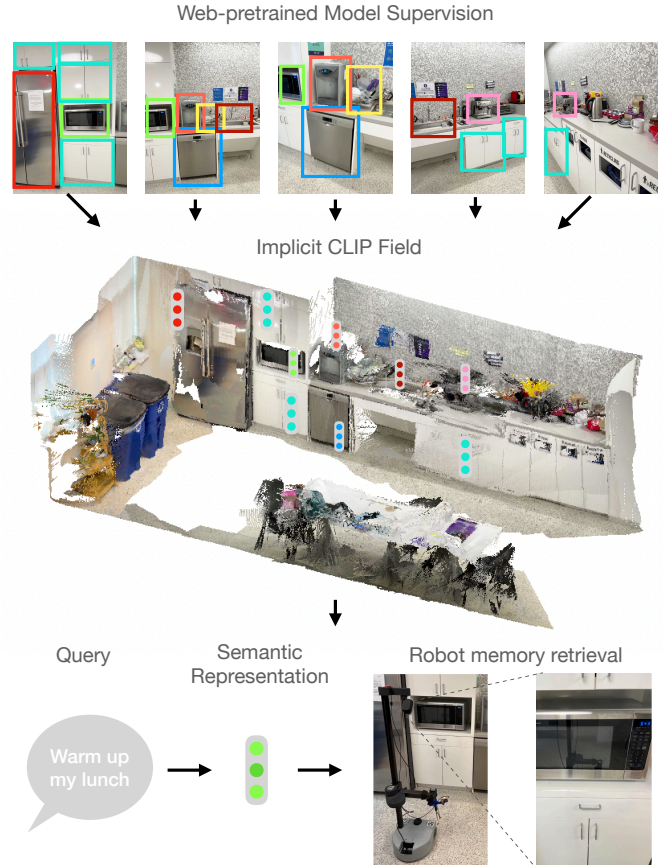 Web-pretrained Model Supervision
Implicit CLIP Field
Query
Semantic
Representation
Robot memory retrieval
Warm up
my lunch